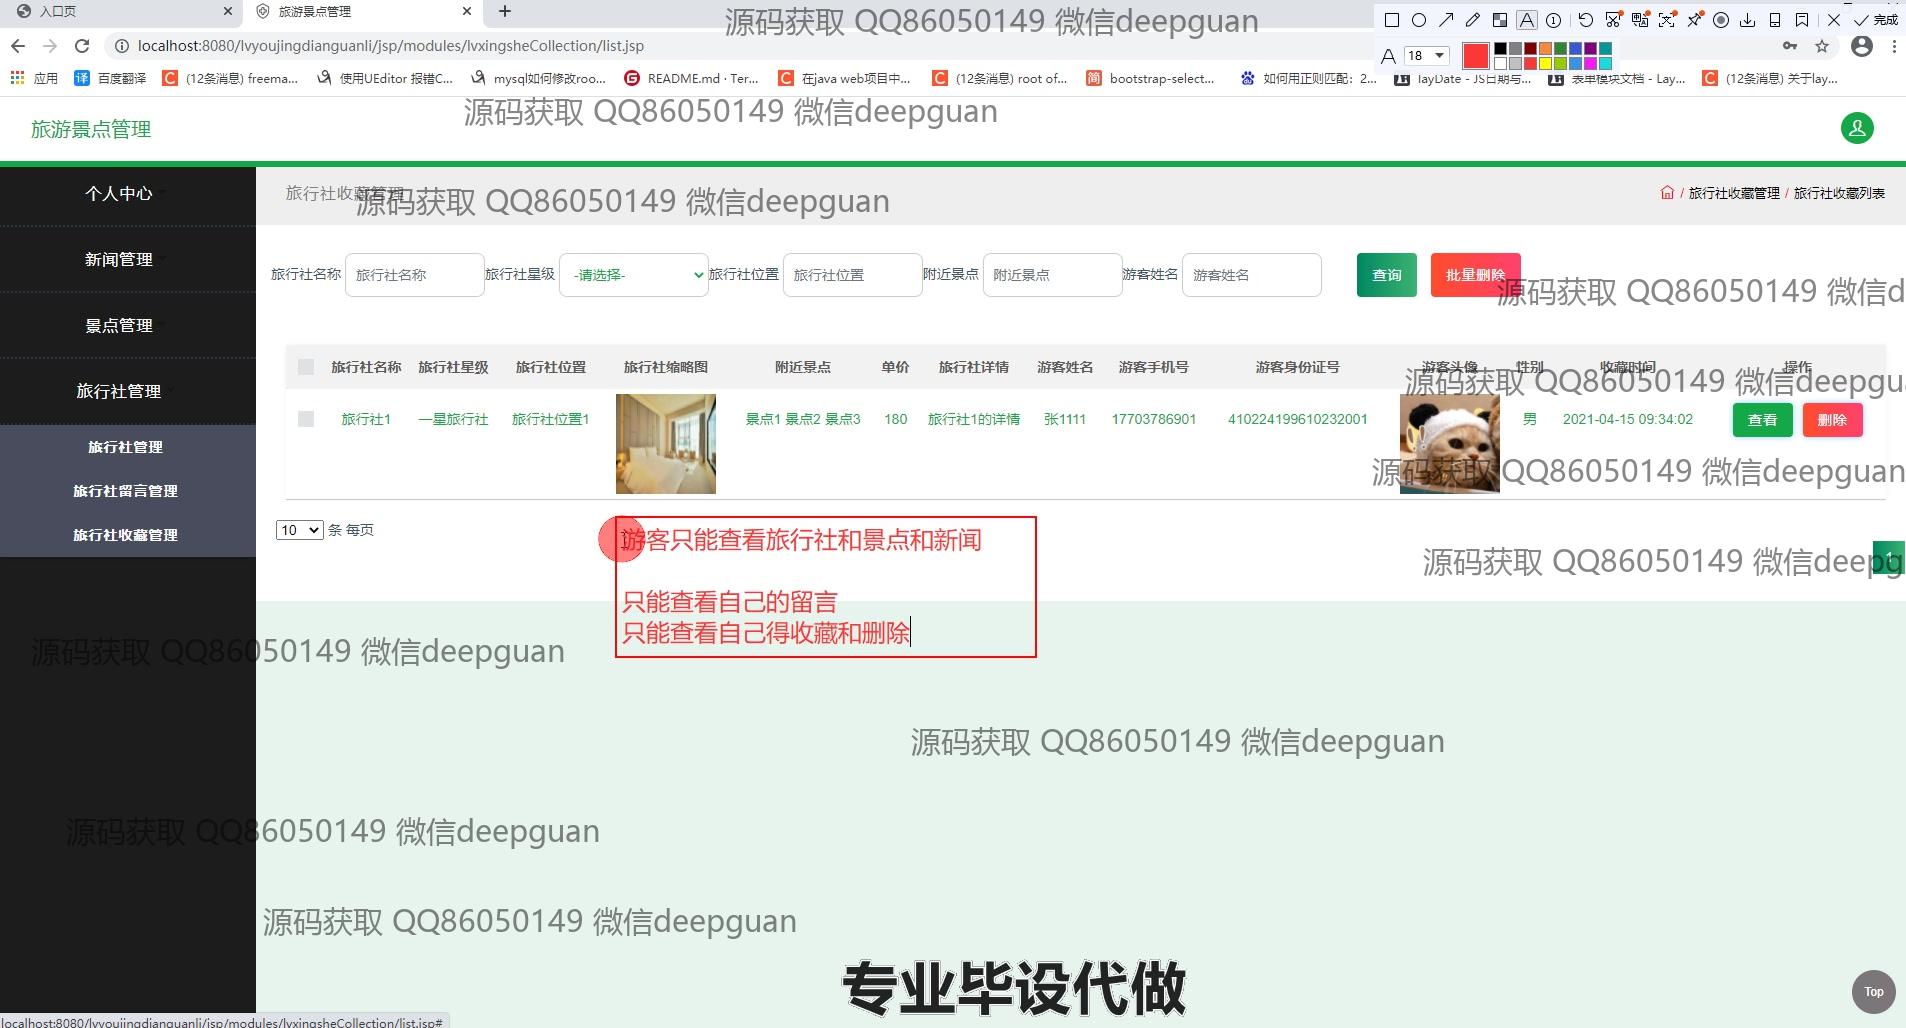 入口页
旅游景点管理
源码获取 QQ86050149 微信deepguan
完成
localhost:8080/lvyoujingdianguanli/jsp/modules/lvxingsheCollection/list.jsp
A 18
应用 译 百度翻译 (12条消息) freema... 使用UEditor 报错C... mysql如何修改roo... README.md · Ter... 在java web项目中... (12条消息) root of... 简 bootstrap-select... 如何用正则匹配：2... layDate - JS日期与... 表单模块文档 - Lay... (12条消息) 关于lay...
源码获取 QQ86050149 微信deepguan
旅游景点管理
个人中心
旅行社收藏管理
源码获取 QQ86050149 微信deepguan
/ 旅行社收藏管理 / 旅行社收藏列表
新闻管理
旅行社名称 旅行社名称 旅行社星级 -请选择- 旅行社位置 旅行社位置 附近景点 附近景点 游客姓名 游客姓名 查询 批量删除
源码获取 QQ86050149 微信d
景点管理
旅行社管理
旅行社名称 旅行社星级 旅行社位置 旅行社缩略图 附近景点 单价 旅行社详情 游客姓名 游客手机号 游客身份证号 游客头像 性别 收藏时间 操作
源码获取 QQ86050149 微信deepgu
旅行社1 一星旅行社 旅行社位置1 景点1 景点2 景点3 180 旅行社1的详情 张1111 17703786901 410224199610232001 男 2021-04-15 09:34:02 查看 删除
旅行社管理
源码获取 QQ86050149 微信deepguan
旅行社留言管理
旅行社收藏管理
10 条 每页
游客只能查看旅行社和景点和新闻
源码获取 QQ86050149 微信deepg
1
只能查看自己的留言
只能查看自己得收藏和删除
源码获取 QQ86050149 微信deepguan
源码获取 QQ86050149 微信deepguan
源码获取 QQ86050149 微信deepguan
源码获取 QQ86050149 微信deepguan
专业毕设代做
Top
localhost:8080/lvyoujingdianguanli/jsp/modules/lvxingsheCollection/list.jsp#